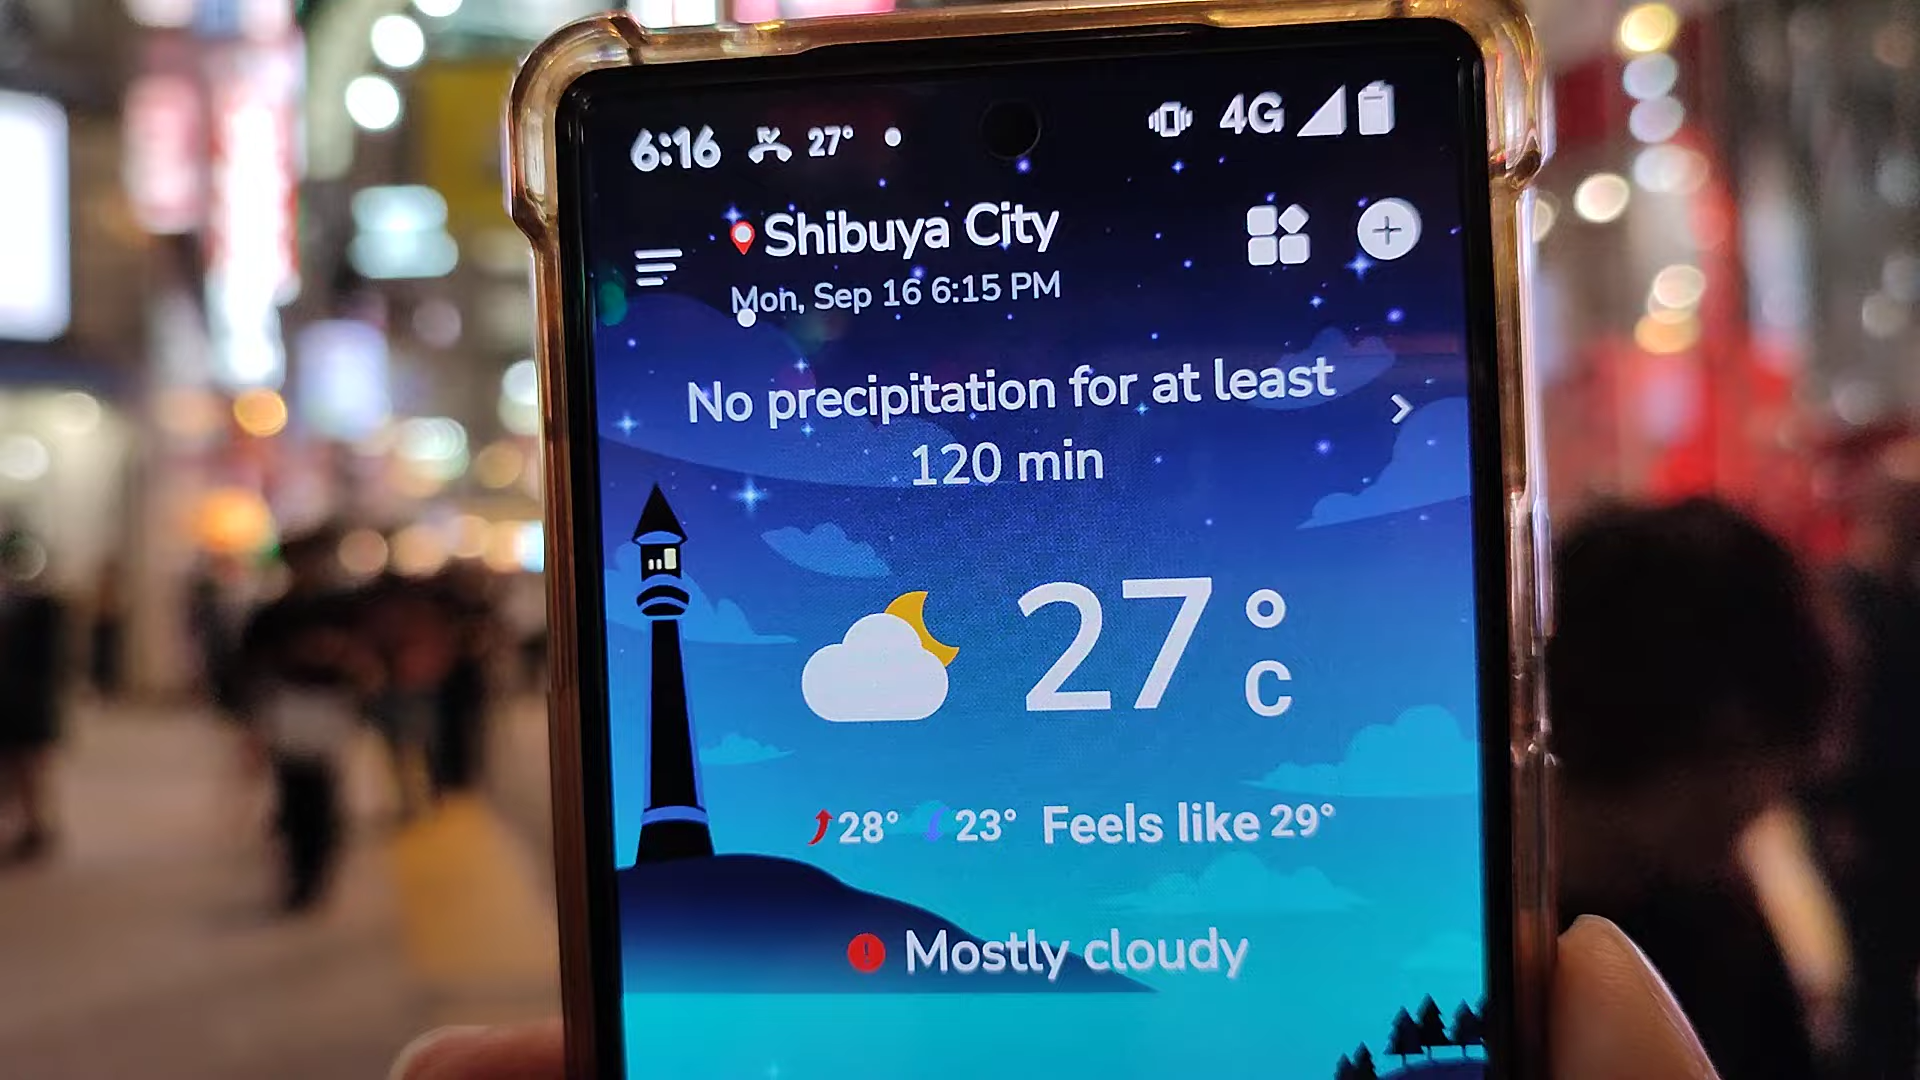 6:16 27° 4G
Shibuya City
Mon, Sep 16 6:15 PM
No precipitation for at least
120 min
27°C
28° 23° Feels like 29°
Mostly cloudy